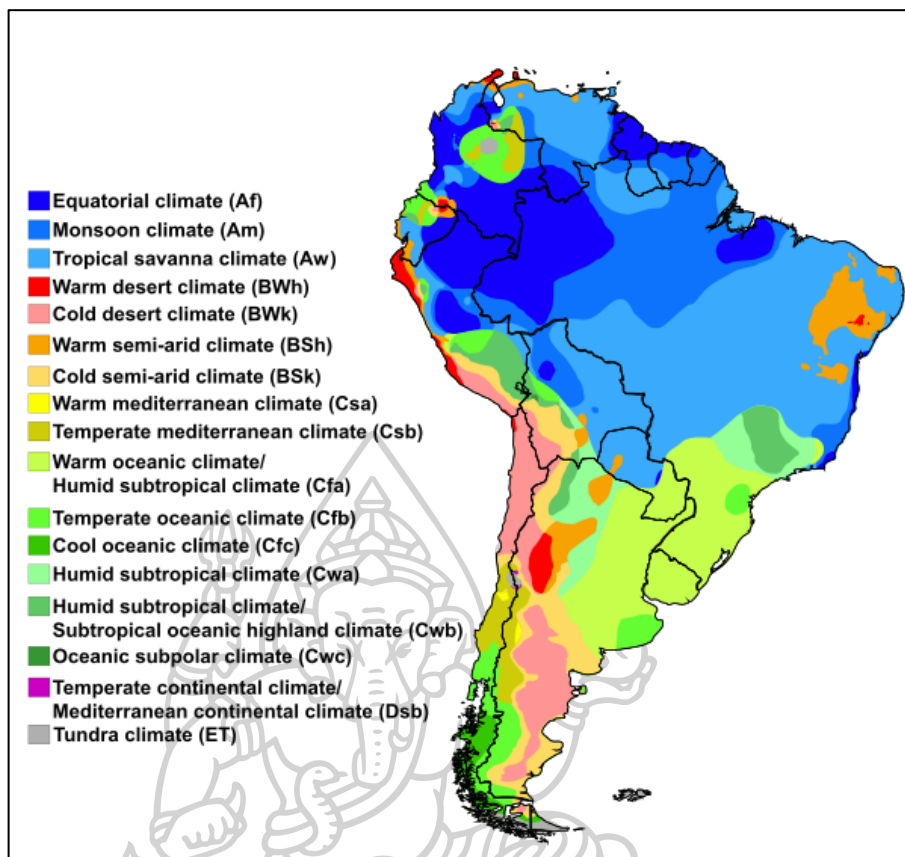 Equatorial climate (Af)
Monsoon climate (Am)
Tropical savanna climate (Aw)
Warm desert climate (BWh)
Cold desert climate (BWk)
Warm semi-arid climate (BSh)
Cold semi-arid climate (BSk)
Warm mediterranean climate (Csa)
Temperate mediterranean climate (Csb)
Warm oceanic climate/
Humid subtropical climate (Cfa)
Temperate oceanic climate (Cfb)
Cool oceanic climate (Cfc)
Humid subtropical climate (Cwa)
Humid subtropical climate/
Subtropical oceanic highland climate (Cwb)
Oceanic subpolar climate (Cwc)
Temperate continental climate/
Mediterranean continental climate (Dsb)
Tundra climate (ET)